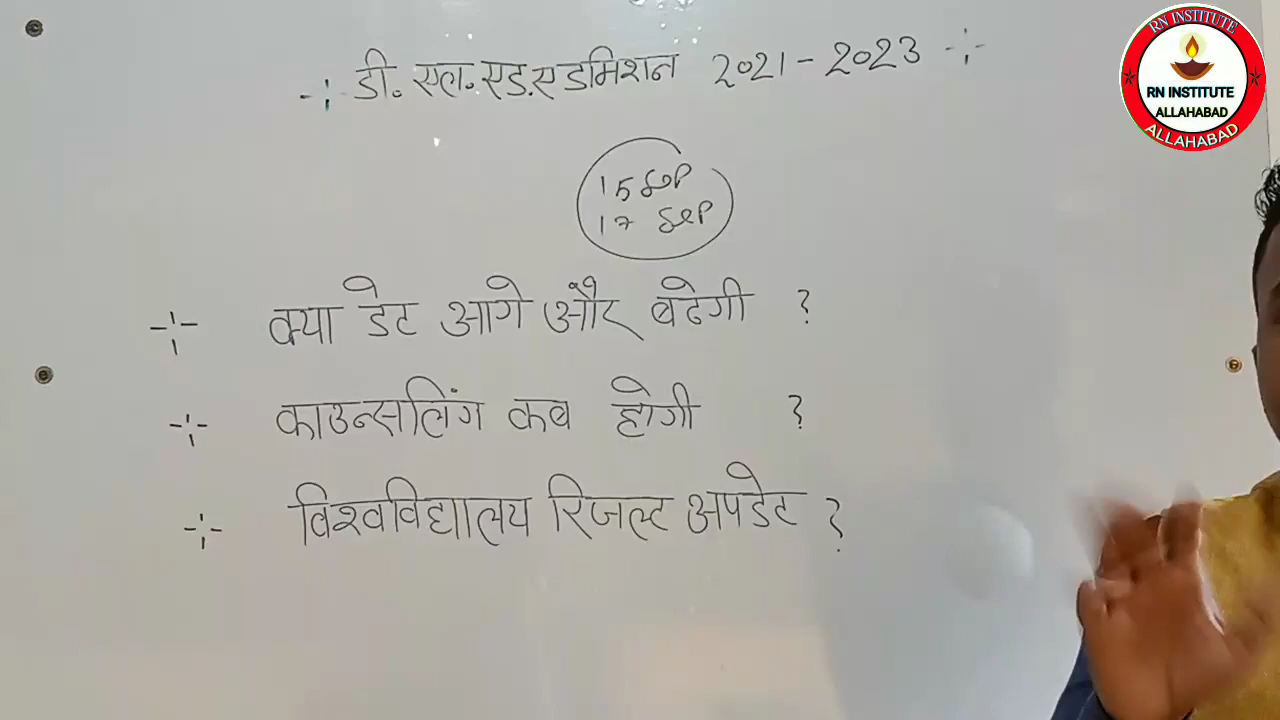 डी. एल. एड. एडमिशन 2021 - 2023
15 sep
17 sep
क्या डेट आगे और बढेगी ?
काउन्सलिंग कब होगी ?
विश्वविद्यालय रिजल्ट अपडेट ?
RN INSTITUTE
RN INSTITUTE
ALLAHABAD
ALLAHABAD